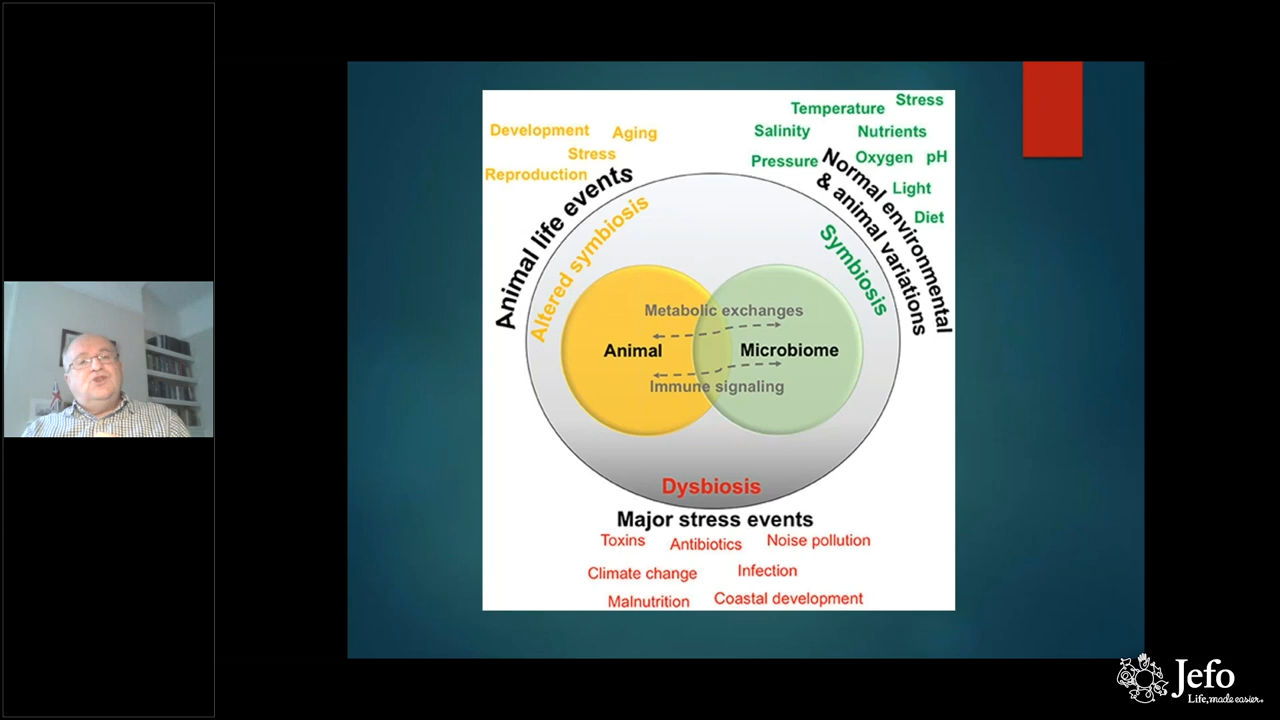 Development
Aging
Stress
Reproduction
Temperature
Stress
Salinity
Nutrients
Pressure
Oxygen
pH
Light
Diet
Animal life events
Normal environmental
& animal variations
Altered symbiosis
Symbiosis
Metabolic exchanges
Animal
Microbiome
Immune signaling
Dysbiosis
Major stress events
Toxins
Antibiotics
Noise pollution
Climate change
Infection
Malnutrition
Coastal development
Jefo
Life, made easier.